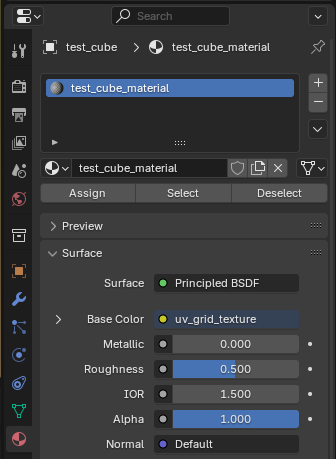 Search
test_cube > test_cube_material
test_cube_material
test_cube_material
Assign Select Deselect
Preview
Surface
Surface Principled BSDF
Base Color uv_grid_texture
Metallic 0.000
Roughness 0.500
IOR 1.500
Alpha 1.000
Normal Default